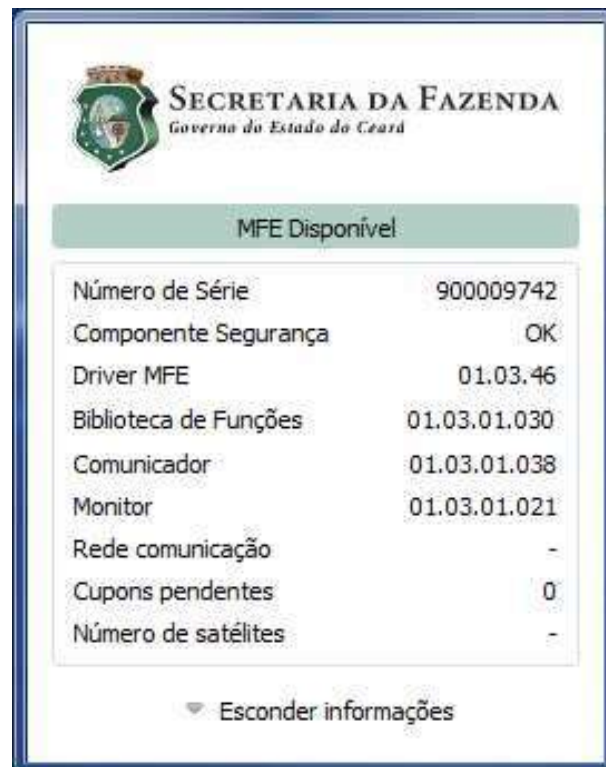 SECRETARIA DA FAZENDA
Governo do Estado do Ceará
MFE Disponível
Número de Série 900009742
Componente Segurança OK
Driver MFE 01.03.46
Biblioteca de Funções 01.03.01.030
Comunicador 01.03.01.038
Monitor 01.03.01.021
Rede comunicação -
Cupons pendentes 0
Número de satélites -
Esconder informações